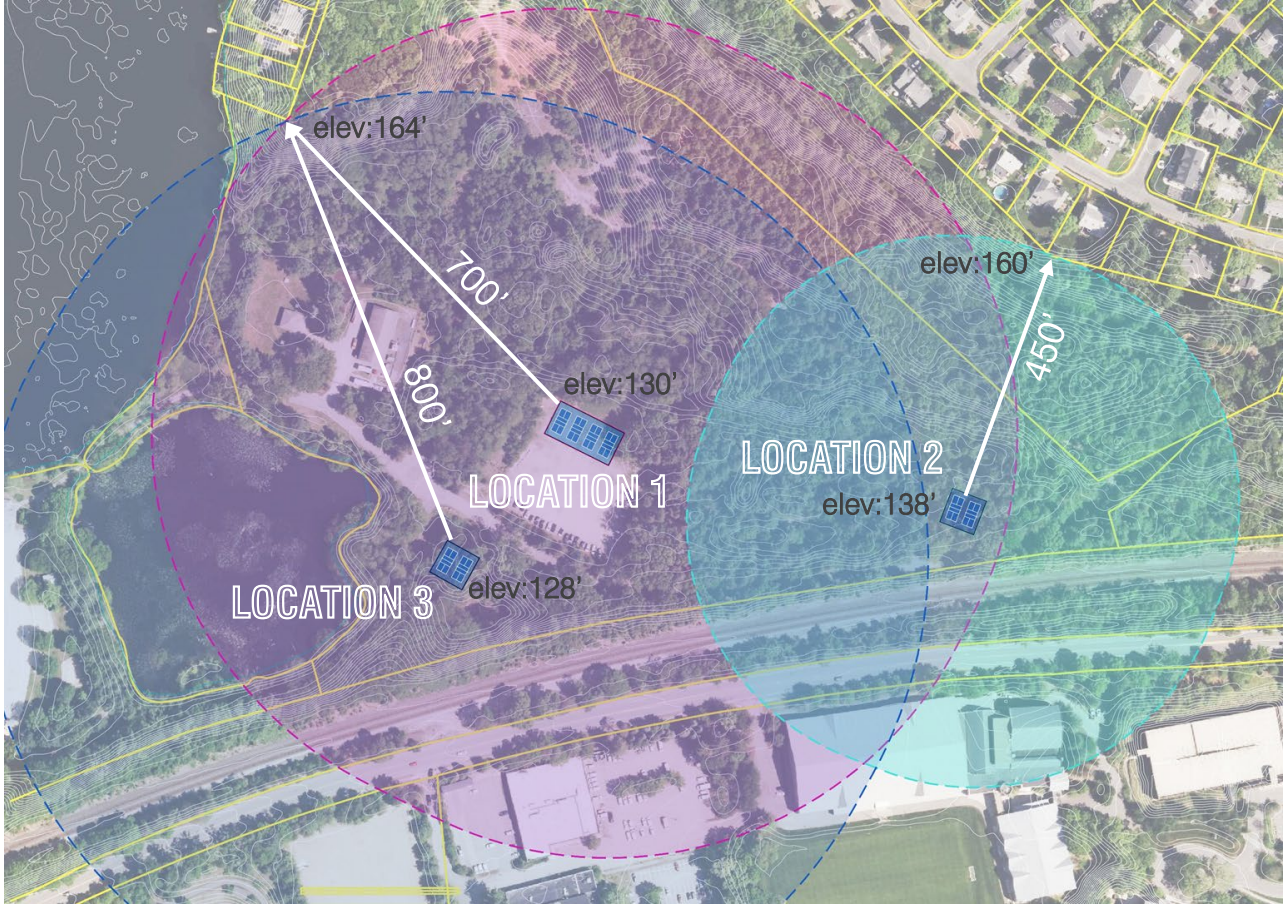 elev:164'
700'
elev:160'
450'
800'
elev:130'
LOCATION 2
LOCATION 1
elev:138'
LOCATION 3
elev:128'